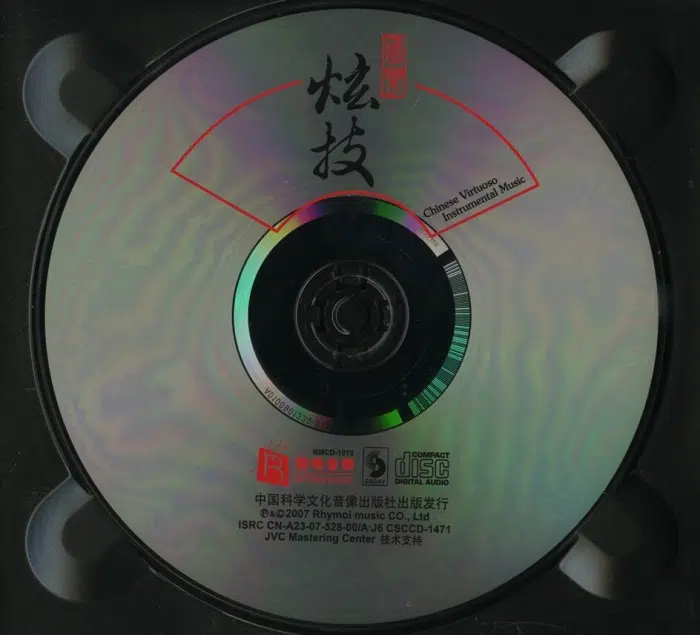 炫
技
Chinese Virtuoso
Instrumental Music
RMCD-1019
R
COMPACT
disc
DIGITAL AUDIO
中国科学文化音像出版社出版发行
℗&©2007 Rhymoi music CO., Ltd
ISRC CN-A23-07-528-00/A·J6 CSCCD-1471
JVC Mastering Center 技术支持